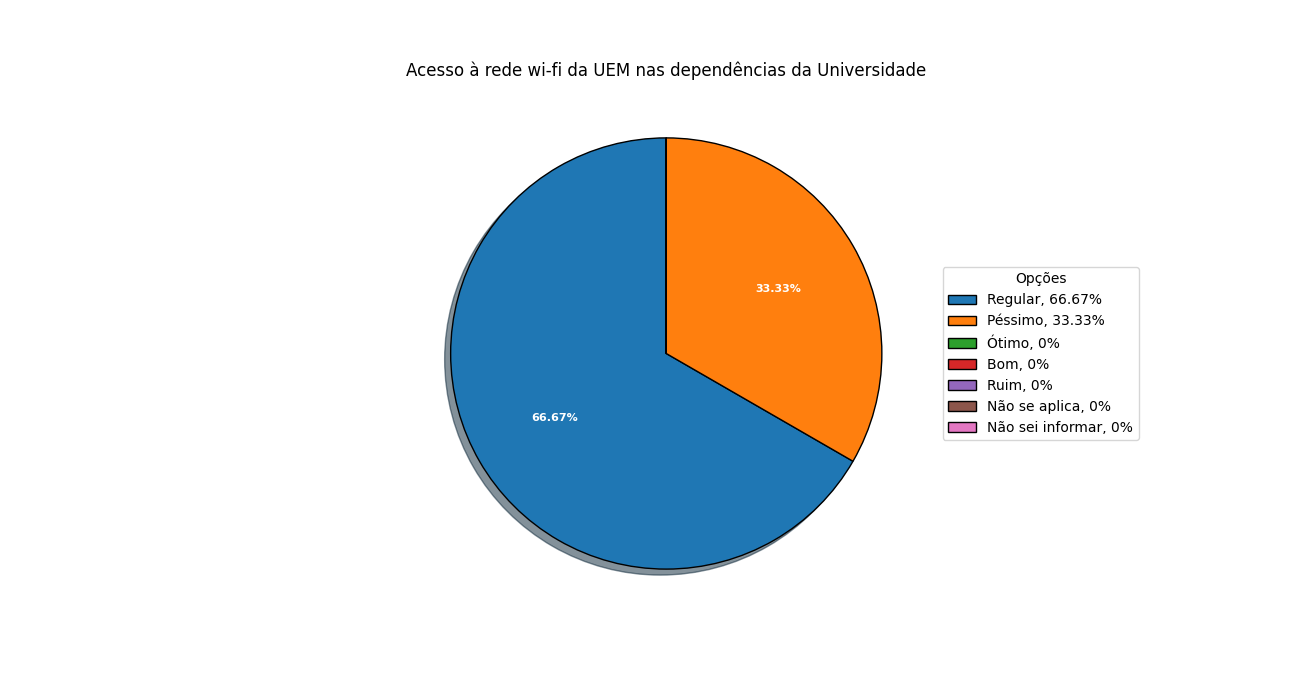 Acesso à rede wi-fi da UEM nas dependências da Universidade
33.33%
66.67%
Opções
Regular, 66.67%
Péssimo, 33.33%
Ótimo, 0%
Bom, 0%
Ruim, 0%
Não se aplica, 0%
Não sei informar, 0%